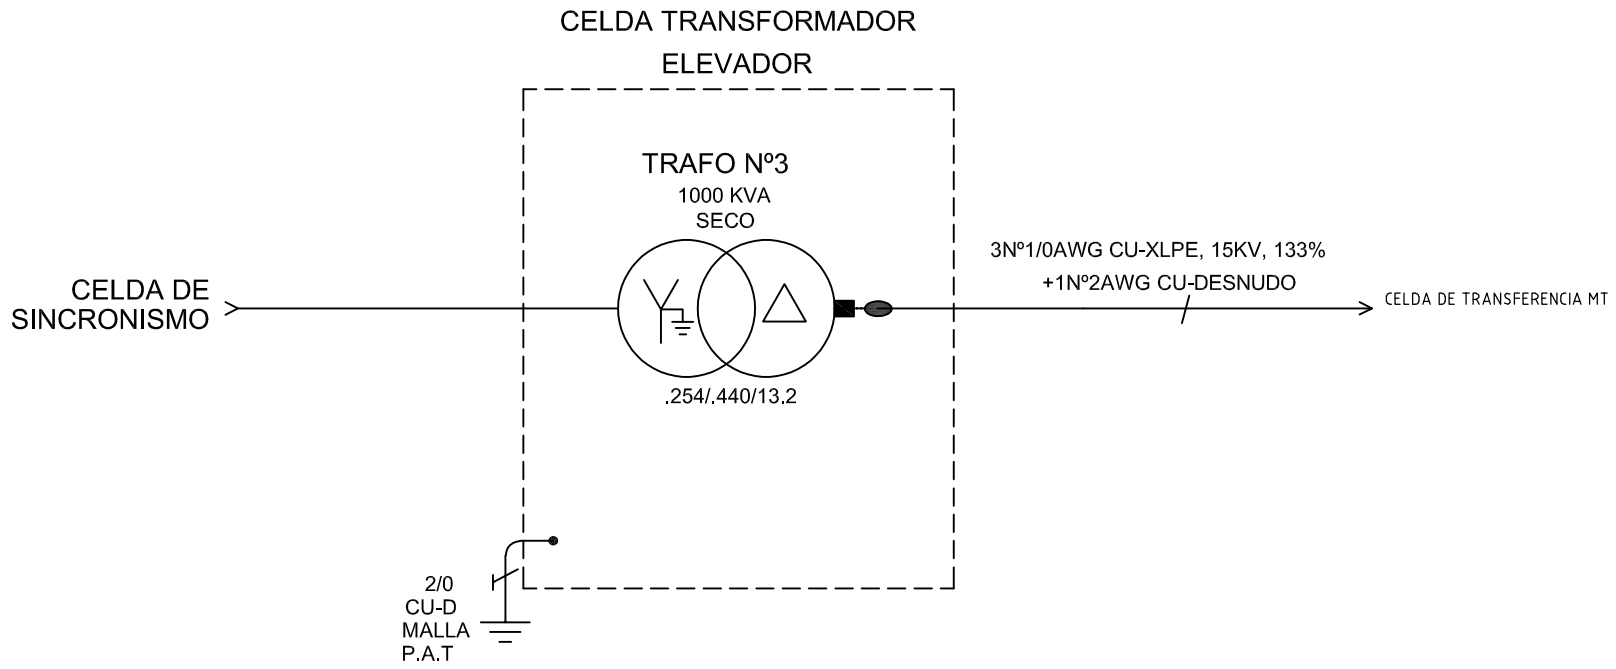 CELDA TRANSFORMADOR
ELEVADOR
TRAFO Nº3
1000 KVA
SECO
3Nº1/0AWG CU-XLPE, 15KV, 133%
+1Nº2AWG CU-DESNUDO
CELDA DE
SINCRONISMO
CELDA DE TRANSFERENCIA MT
.254/.440/13.2
2/0
CU-D
MALLA
P.A.T